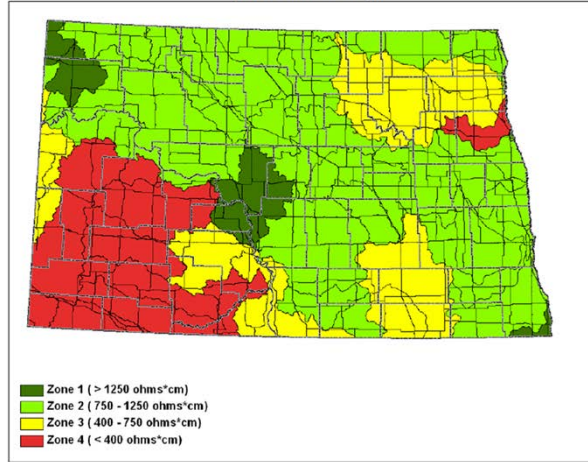 Zone 1 ( > 1250 ohms*cm)
Zone 2 ( 750 - 1250 ohms*cm)
Zone 3 ( 400 - 750 ohms*cm)
Zone 4 ( < 400 ohms*cm)